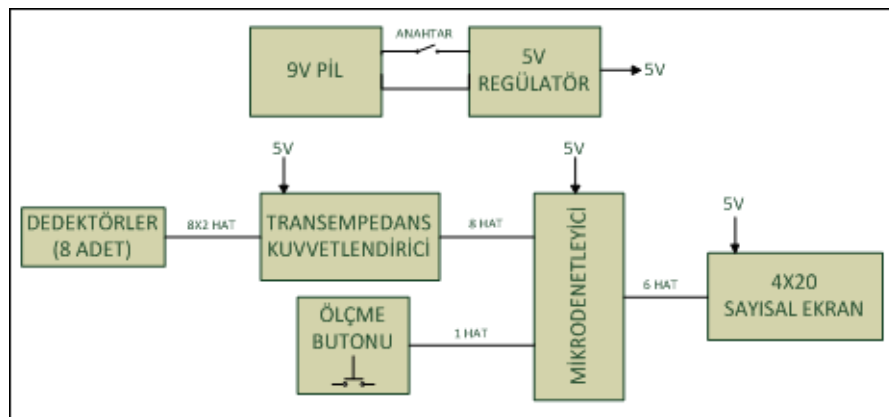 ANAHTAR
9V PİL
5V
REGÜLATÖR
5V
5V
5V
5V
DEDEKTÖRLER
(8 ADET)
8X2 HAT
TRANSEMPEDANS
KUVVETLENDİRİCİ
8 HAT
MİKRODENETLEYİCİ
6 HAT
4X20
SAYISAL EKRAN
ÖLÇME
BUTONU
1 HAT